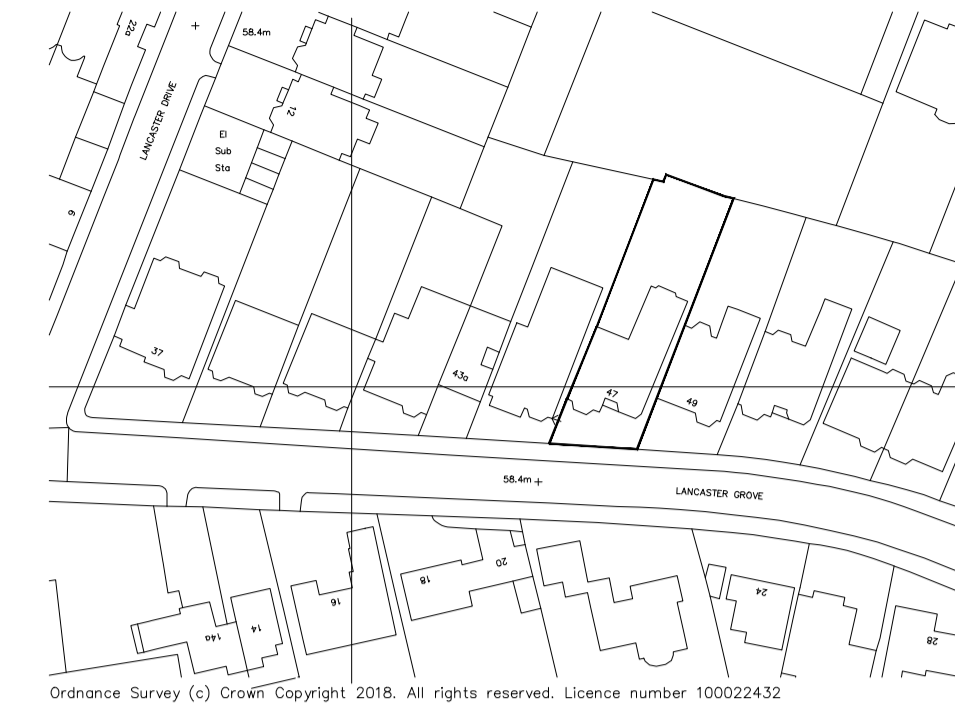 22a
58.4m
LANCASTER DRIVE
12
El
Sub
Sta
6
37
43a
47
49
58.4m
LANCASTER GROVE
20
18
16
14
14a
24
28
Ordnance Survey (c) Crown Copyright 2018. All rights reserved. Licence number 100022432